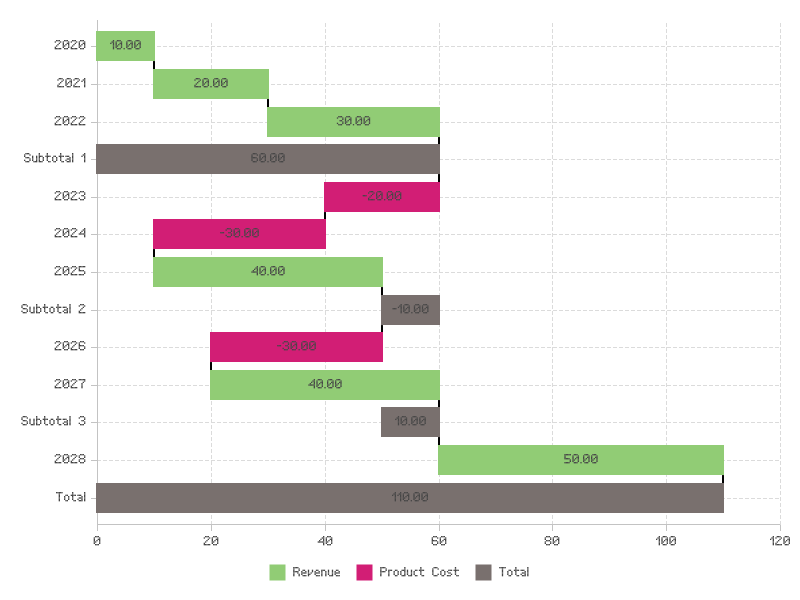 2020 10.00
2021 20.00
2022 30.00
Subtotal 1 60.00
2023 -20.00
2024 -30.00
2025 40.00
Subtotal 2 -10.00
2026 -30.00
2027 40.00
Subtotal 3 10.00
2028 50.00
Total 110.00
0 20 40 60 80 100 120
Revenue Product Cost Total